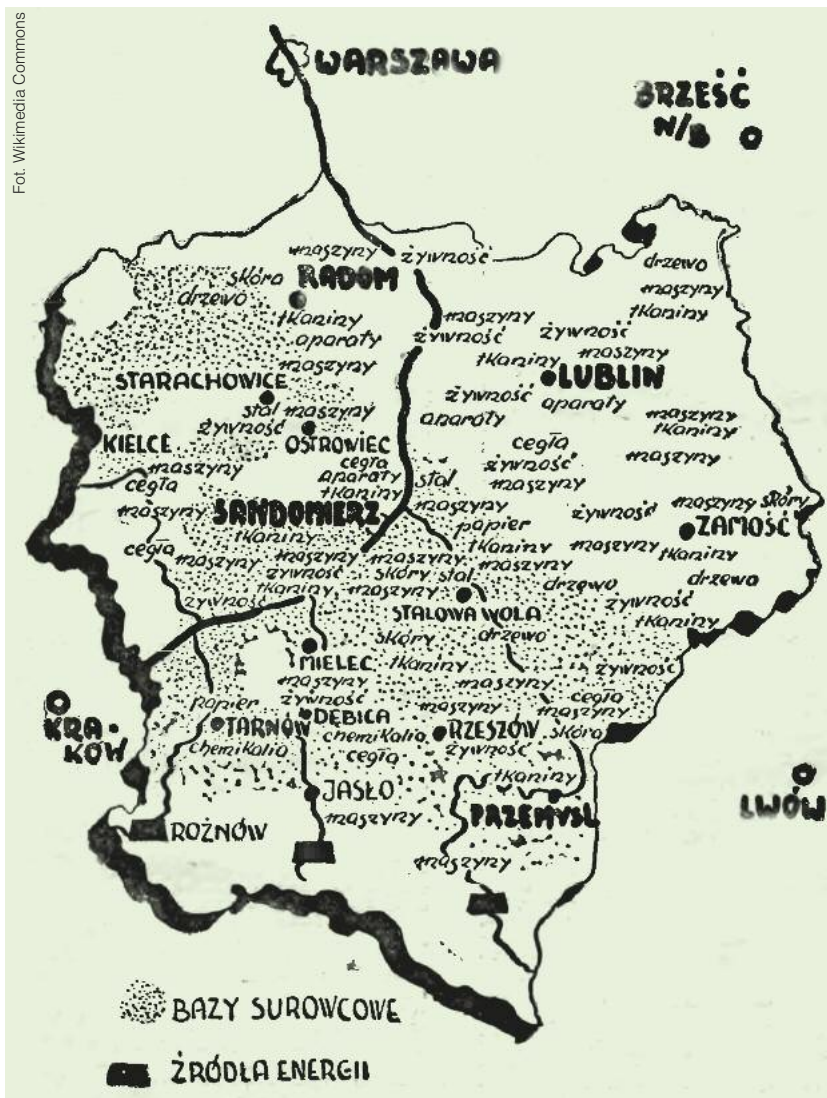 Fot. Wikimedia Commons
WARSZAWA
BRZEŚĆ
N/B
maszyny żywność
drzewo
skóra RADOM
maszyny
drzewo
tkaniny
tkaniny
maszyny
aparaty
żywność żywność
maszyny
tkaniny maszyny
STARACHOWICE
LUBLIN
żywność aparaty
stal maszyny
aparaty
maszyny
żywność
OSTROWIEC
tkaniny
KIELCE
cegła
maszyny
cegła
żywność
maszyny
aparaty
stal
cegła
tkaniny
maszyny
maszyny
maszyny skóry
SANDOMIERZ
papier
żywność
ZAMOŚĆ
tkaniny
tkaniny maszyny
cegła
maszyny
maszyny maszyny
maszyny
tkaniny
żywność
skóry stal
drzewo
drzewo
tkaniny
maszyny
żywność
żywność
STALOWA WOLA
tkaniny
skóry
drzewo
MIELEC
tkaniny
żywność
maszyny
maszyny
cegła
papier
żywność
maszyny
maszyny
KRA-
KÓW
TARNÓW
DĘBICA
RZESZÓW
skóra
chemikalia
chemikalia
żywność
cegła
tkaniny
JASŁO
LWÓW
maszyny
PRZEMYŚL
ROŻNÓW
maszyny
BAZY SUROWCOWE
ŹRÓDŁA ENERGII